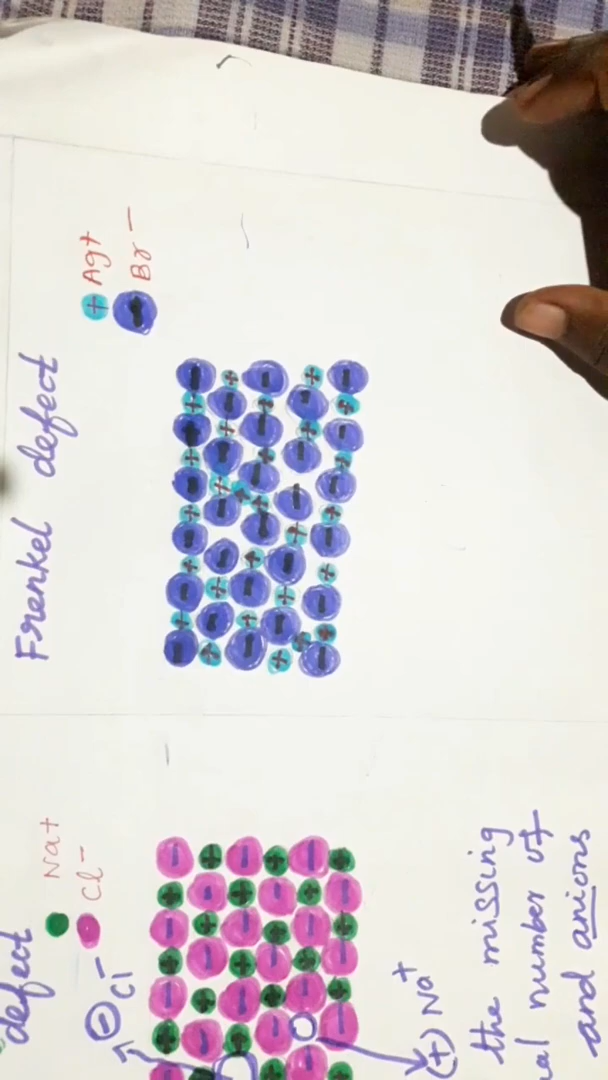 Frenkel defect
+ Ag+
- Br-
defect
Na+
Cl-
⊖ Cl-
(+) Na+
the missing
number of
and anions